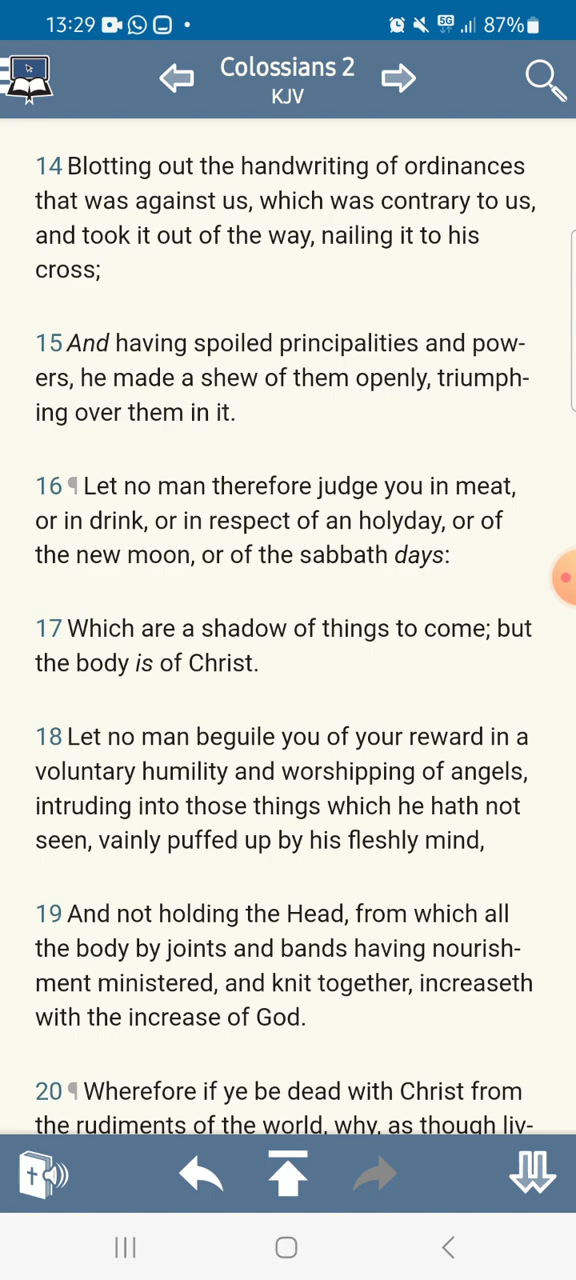 13:29
5G
87%
Colossians 2
KJV
14 Blotting out the handwriting of ordinances
that was against us, which was contrary to us,
and took it out of the way, nailing it to his
cross;
15 And having spoiled principalities and pow-
ers, he made a shew of them openly, triumph-
ing over them in it.
16 ¶ Let no man therefore judge you in meat,
or in drink, or in respect of an holyday, or of
the new moon, or of the sabbath days:
17 Which are a shadow of things to come; but
the body is of Christ.
18 Let no man beguile you of your reward in a
voluntary humility and worshipping of angels,
intruding into those things which he hath not
seen, vainly puffed up by his fleshly mind,
19 And not holding the Head, from which all
the body by joints and bands having nourish-
ment ministered, and knit together, increaseth
with the increase of God.
20 ¶ Wherefore if ye be dead with Christ from
the rudiments of the world, why, as though liv-